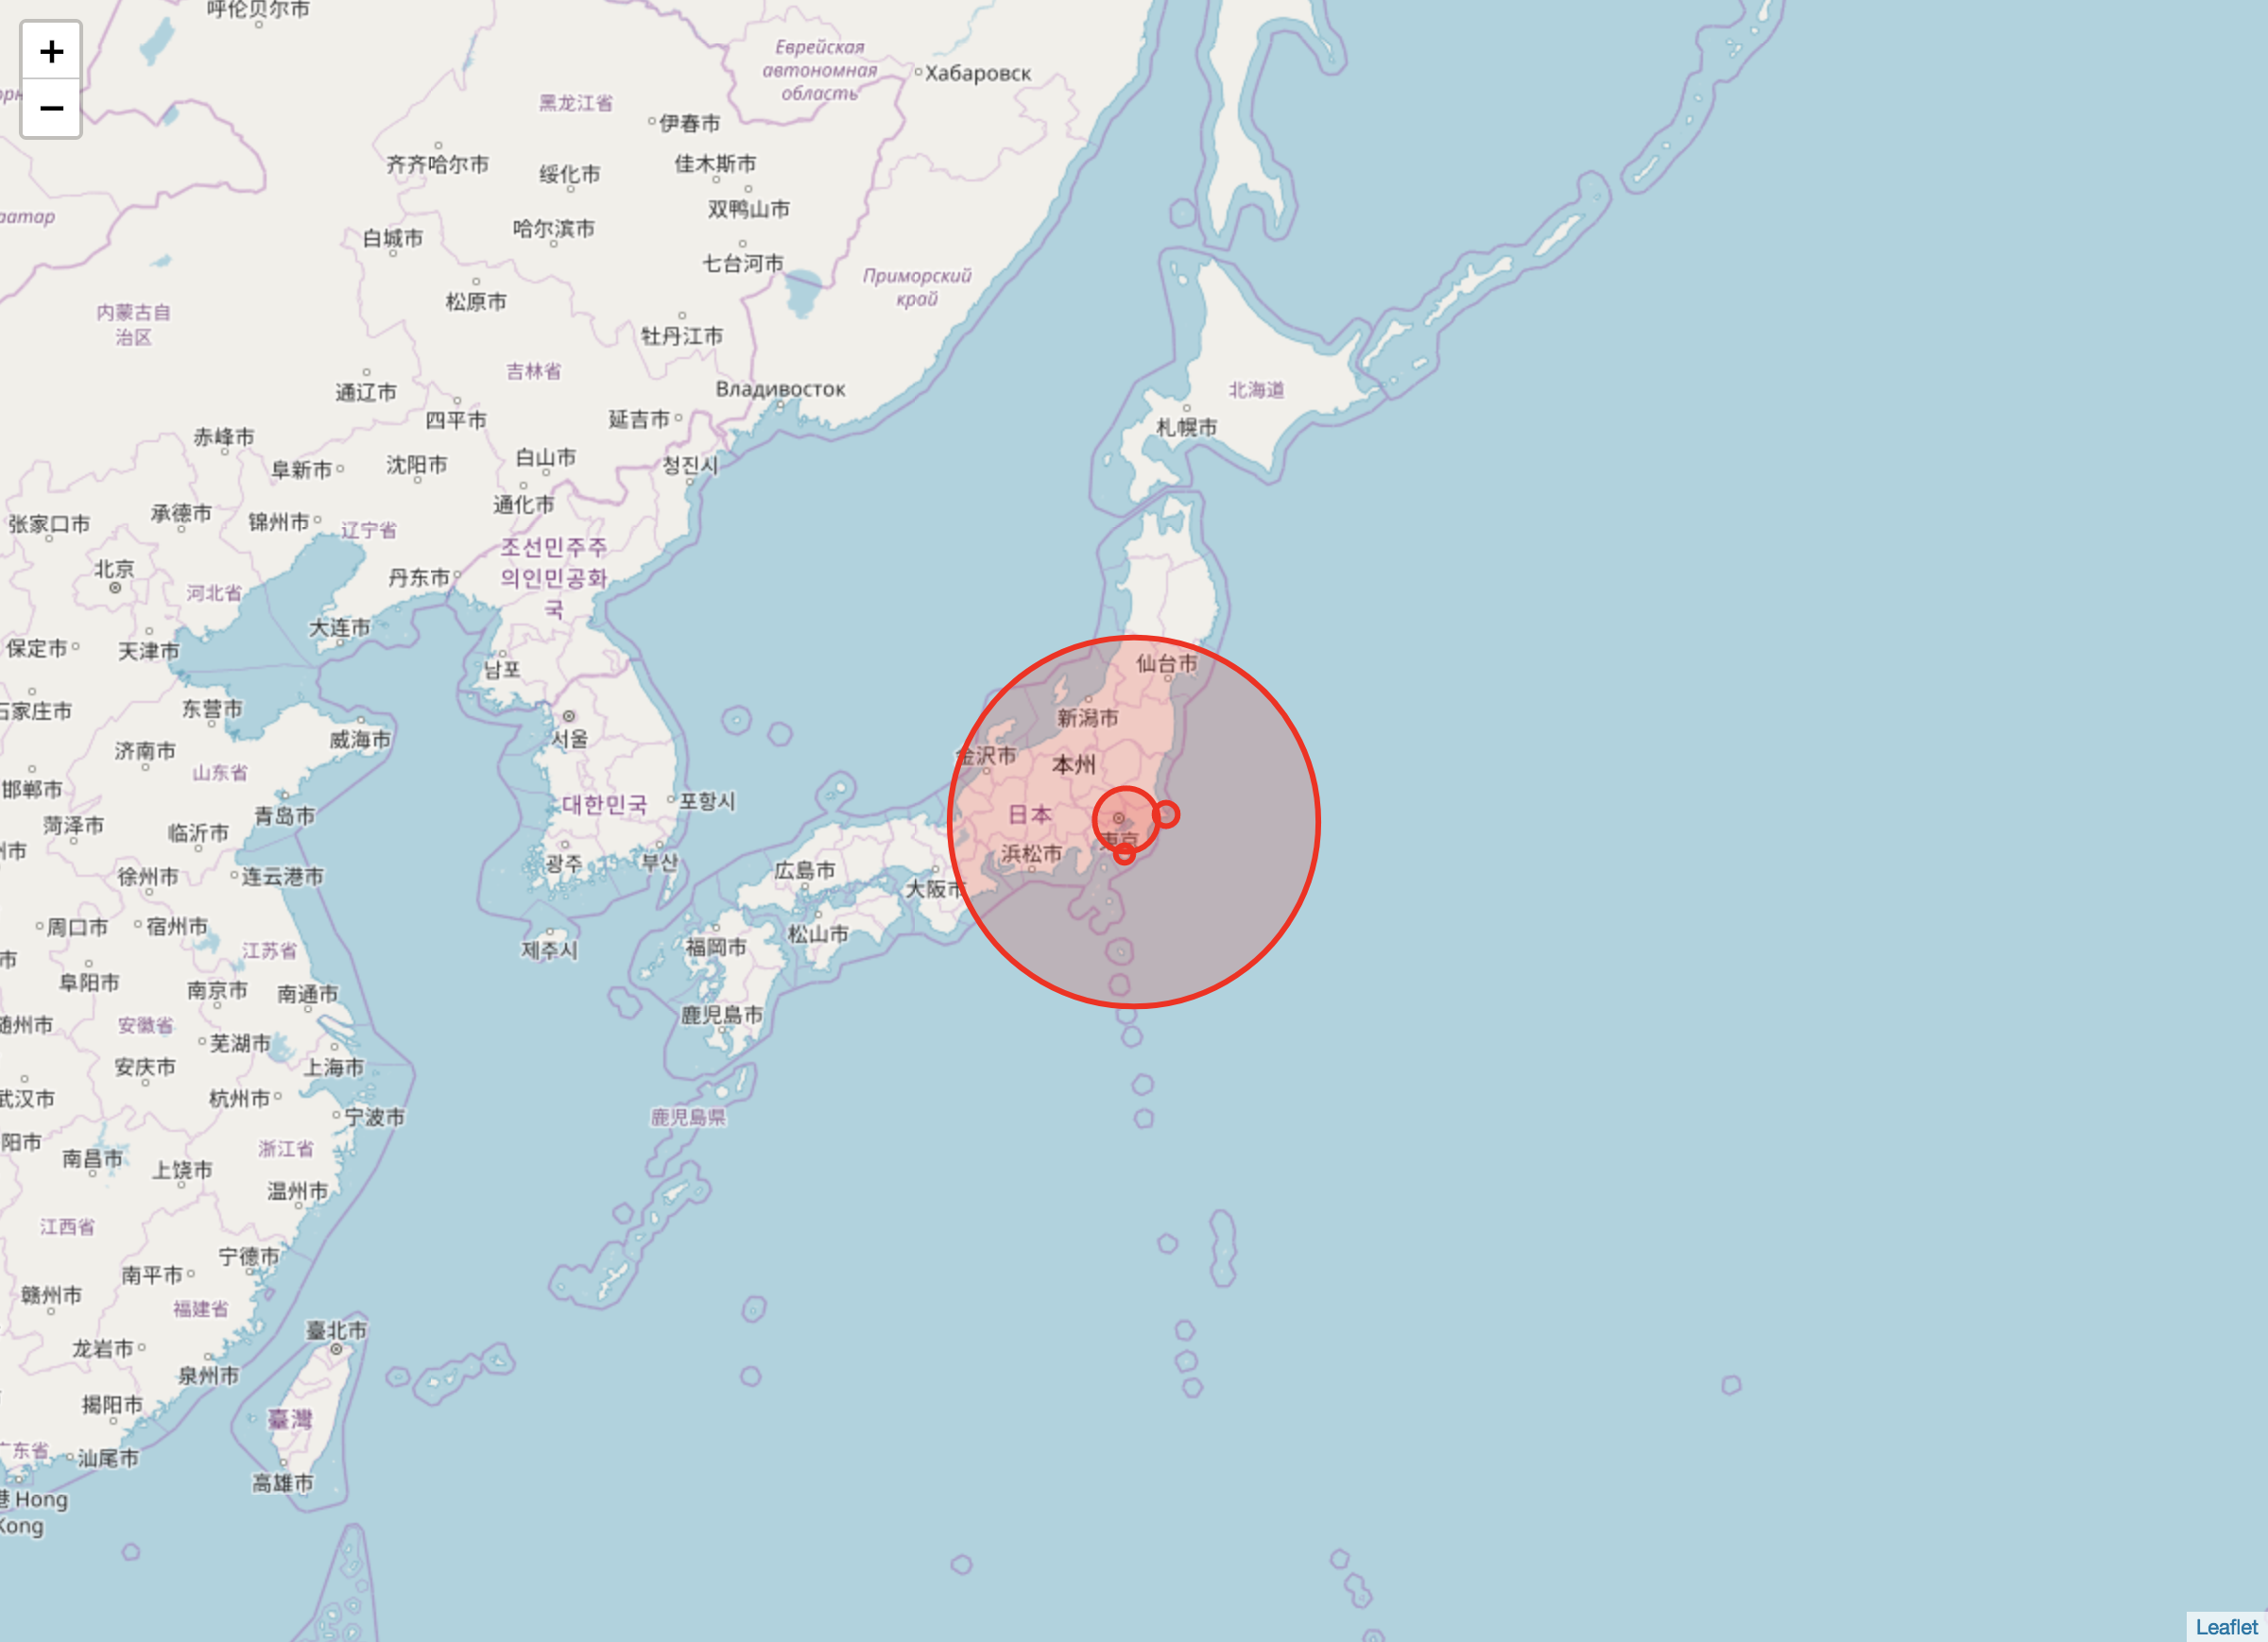 呼伦贝尔市
+
−
Еврейская
автономная
область
Хабаровск
黑龙江省
伊春市
齐齐哈尔市
绥化市
佳木斯市
双鸭山市
哈尔滨市
白城市
七台河市
Приморский
край
松原市
内蒙古自
治区
牡丹江市
吉林省
通辽市
四平市
延吉市
Владивосток
北海道
札幌市
赤峰市
阜新市
沈阳市
白山市
청진시
通化市
张家口市
承德市
锦州市
辽宁省
조선민주주
의인민공화
국
北京
丹东市
河北省
大连市
保定市
天津市
남포
仙台市
石家庄市
东营市
서울
威海市
新潟市
济南市
山东省
金沢市
本州
邯郸市
대한민국
포항시
青岛市
日本
菏泽市
临沂市
東京
광주
부산
浜松市
広島市
大阪市
徐州市
连云港市
周口市
宿州市
江苏省
제주시
福岡市
松山市
阜阳市
南京市
南通市
鹿児島市
随州市
安徽省
芜湖市
安庆市
上海市
武汉市
杭州市
宁波市
鹿児島県
阳市
南昌市
上饶市
浙江省
温州市
江西省
宁德市
南平市
赣州市
福建省
臺北市
龙岩市
泉州市
揭阳市
臺灣
广东省
汕尾市
高雄市
港 Hong
Kong
Leaflet